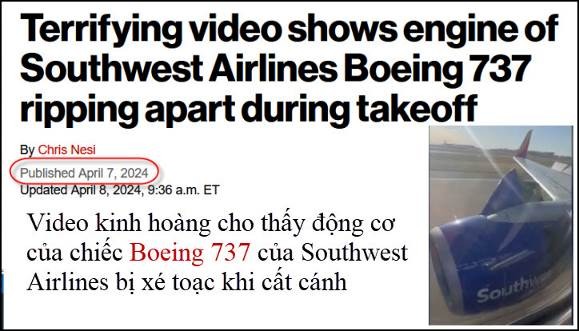 Terrifying video shows engine of
Southwest Airlines Boeing 737
ripping apart during takeoff
By Chris Nesi
Published April 7, 2024
Updated April 8, 2024, 9:36 a.m. ET
Video kinh hoàng cho thấy động cơ
của chiếc Boeing 737 của Southwest
Airlines bị xé toạc khi cất cánh
Southwest